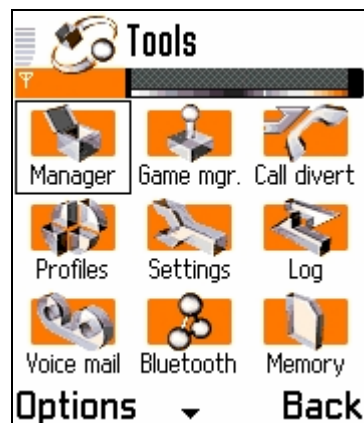 Tools
Manager Game mgr. Call divert
Profiles Settings Log
Voice mail Bluetooth Memory
Options Back